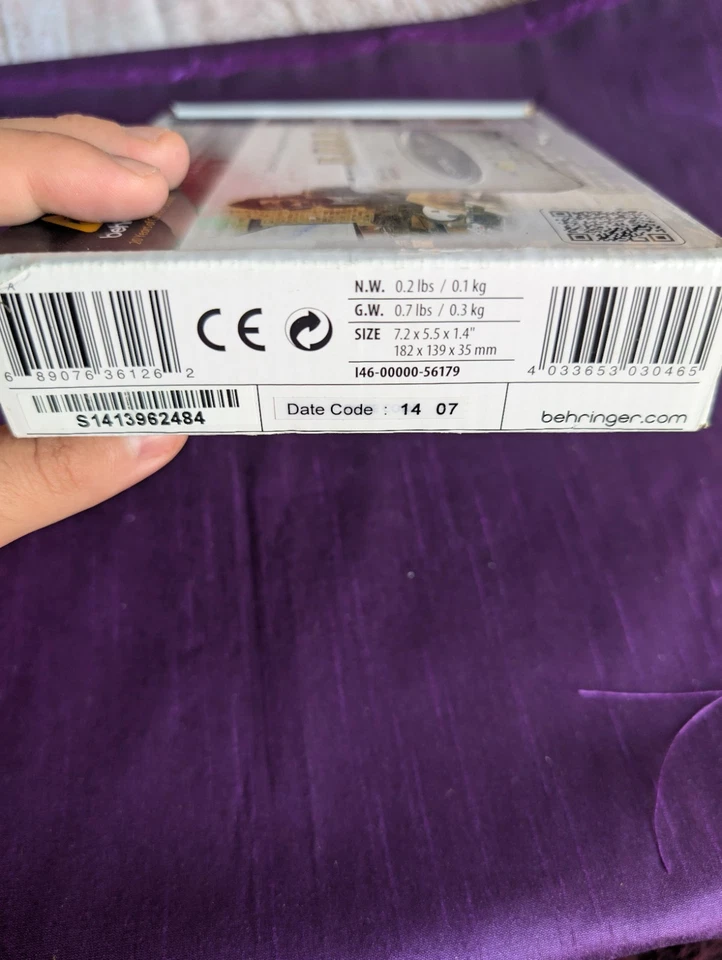 N.W. 0.2 lbs / 0.1 kg
G.W. 0.7 lbs / 0.3 kg
SIZE 7.2 x 5.5 x 1.4"
182 x 139 x 35 mm
I46-00000-56179
6 89076 36126 2
4 033653 030465
S1413962484
Date Code : 14 07
behringer.com